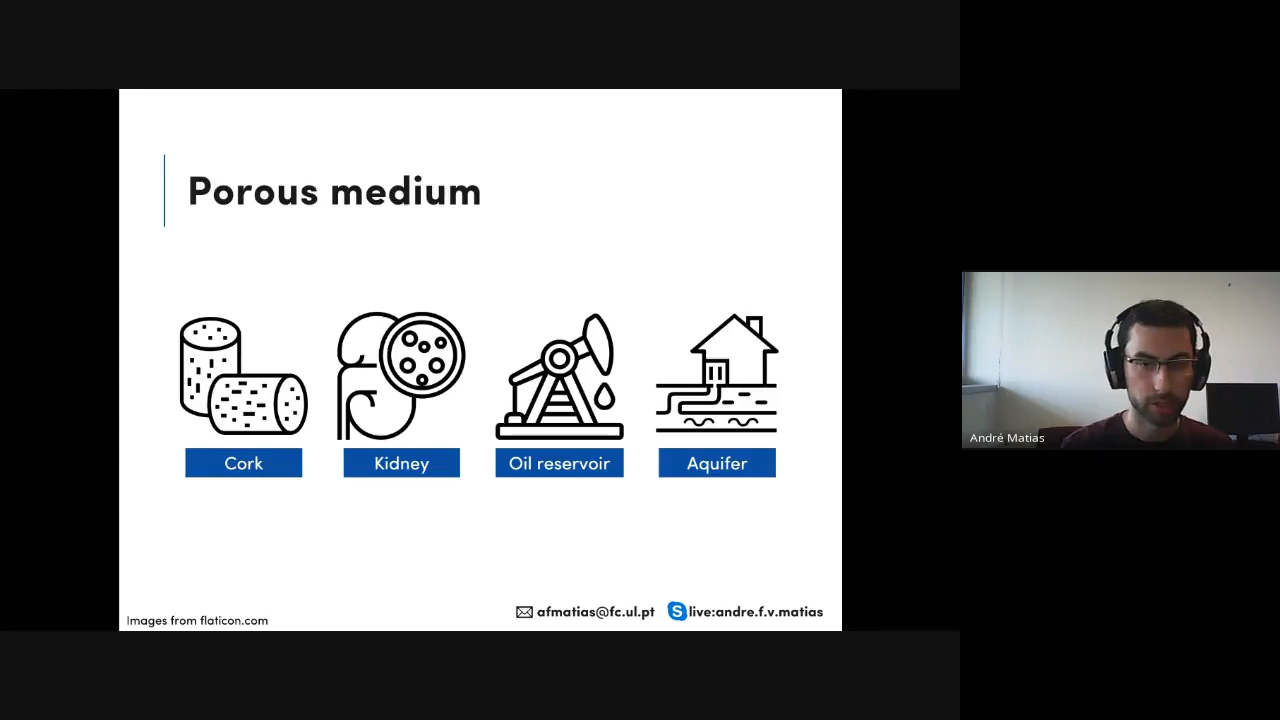 Porous medium
Cork
Kidney
Oil reservoir
Aquifer
Images from flaticon.com
afmatias@fc.ul.pt
live:andre.f.v.matias
André Matias